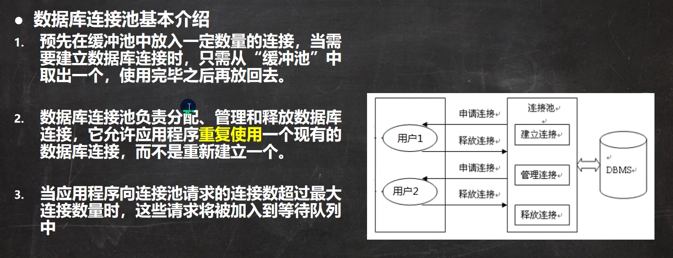 ● 数据库连接池基本介绍
1. 预先在缓冲池中放入一定数量的连接，当需
要建立数据库连接时，只需从“缓冲池”中
取出一个，使用完毕之后再放回去。
2. 数据库连接池负责分配、管理和释放数据库
连接，它允许应用程序重复使用一个现有的
数据库连接，而不是重新建立一个。
3. 当应用程序向连接池请求的连接数超过最大
连接数量时，这些请求将被加入到等待队列
中
用户1
用户2
申请连接
释放连接
申请连接
释放连接
连接池
建立连接
管理连接
释放连接
DBMS